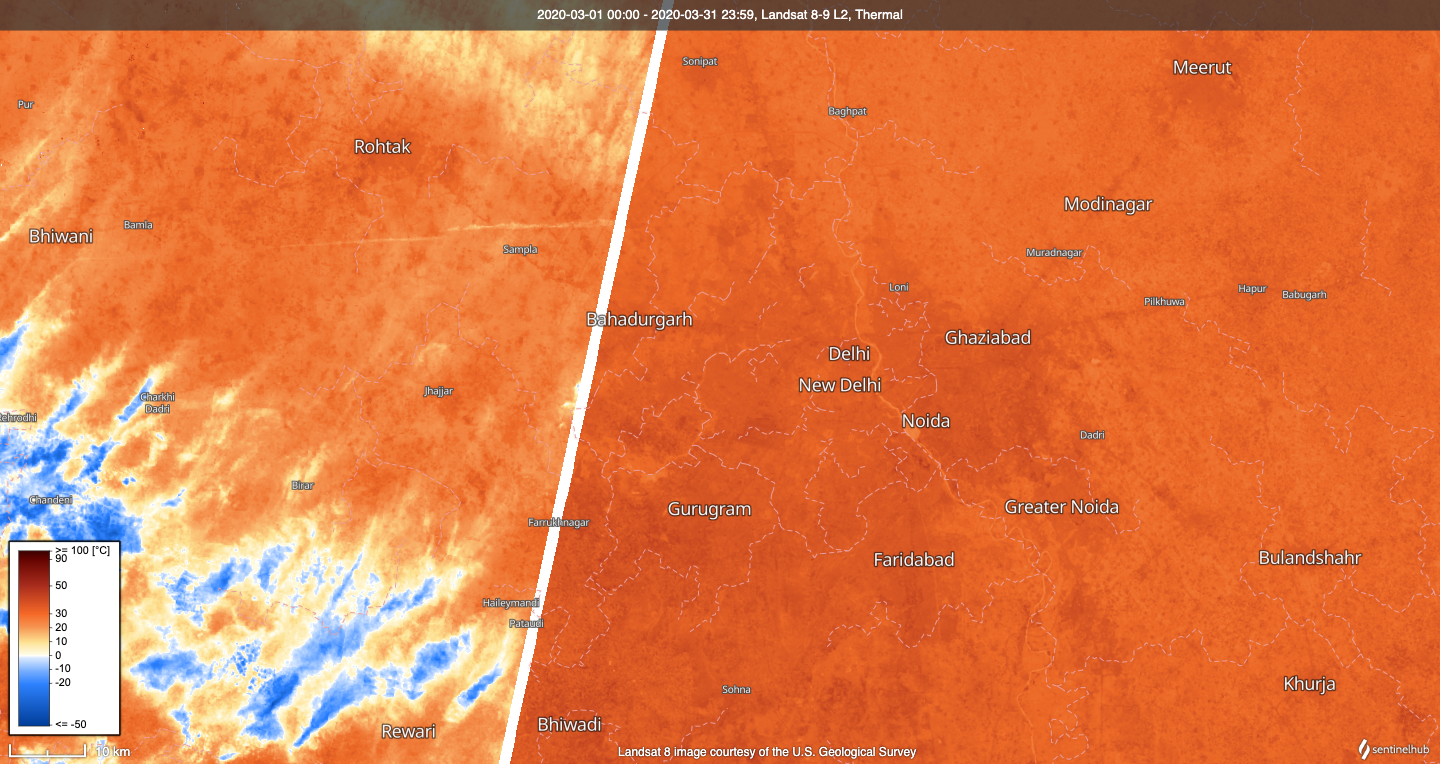 2020-03-01 00:00 - 2020-03-31 23:59, Landsat 8-9 L2, Thermal
Sonipat
Meerut
Pur
Baghpat
Rohtak
Modinagar
Bamla
Bhiwani
Sampla
Muradnagar
Loni
Hapur
Babugarh
Pilkhuwa
Bahadurgarh
Ghaziabad
Delhi
New Delhi
Jhajjar
Charkhi
Dadri
Noida
Dadri
Birar
Chandeni
Gurugram
Greater Noida
Farrukhnagar
Faridabad
Bulandshahr
>= 100 [°C]
90
50
30
20
10
0
-10
-20
<= -50
Haileymandi
Pataudi
Khurja
Sohna
Bhiwadi
Rewari
10 km
Landsat 8 image courtesy of the U.S. Geological Survey
sentinelhub